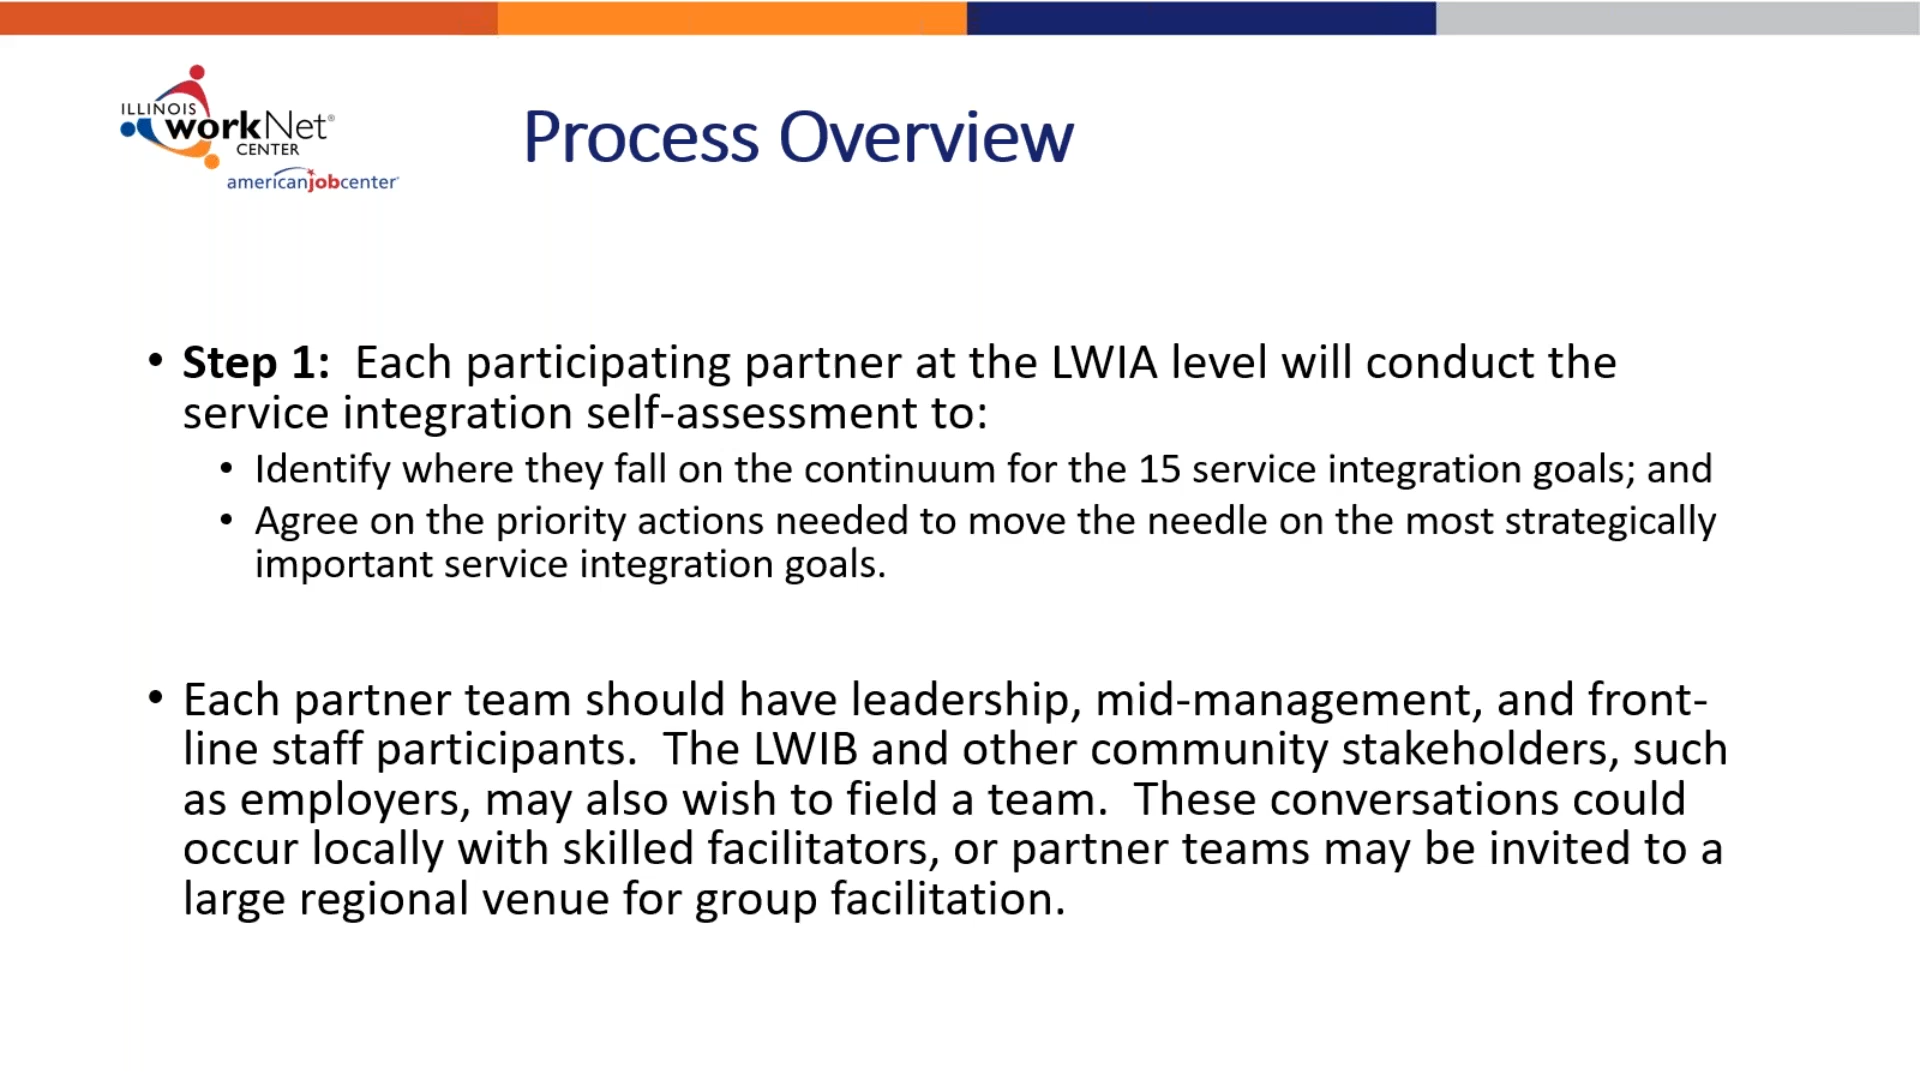 ILLINOIS
workNet®
CENTER
americanjobcenter
Process Overview
• Step 1:  Each participating partner at the LWIA level will conduct the
service integration self-assessment to:
• Identify where they fall on the continuum for the 15 service integration goals; and
• Agree on the priority actions needed to move the needle on the most strategically
important service integration goals.
• Each partner team should have leadership, mid-management, and front-
line staff participants.  The LWIB and other community stakeholders, such
as employers, may also wish to field a team.  These conversations could
occur locally with skilled facilitators, or partner teams may be invited to a
large regional venue for group facilitation.